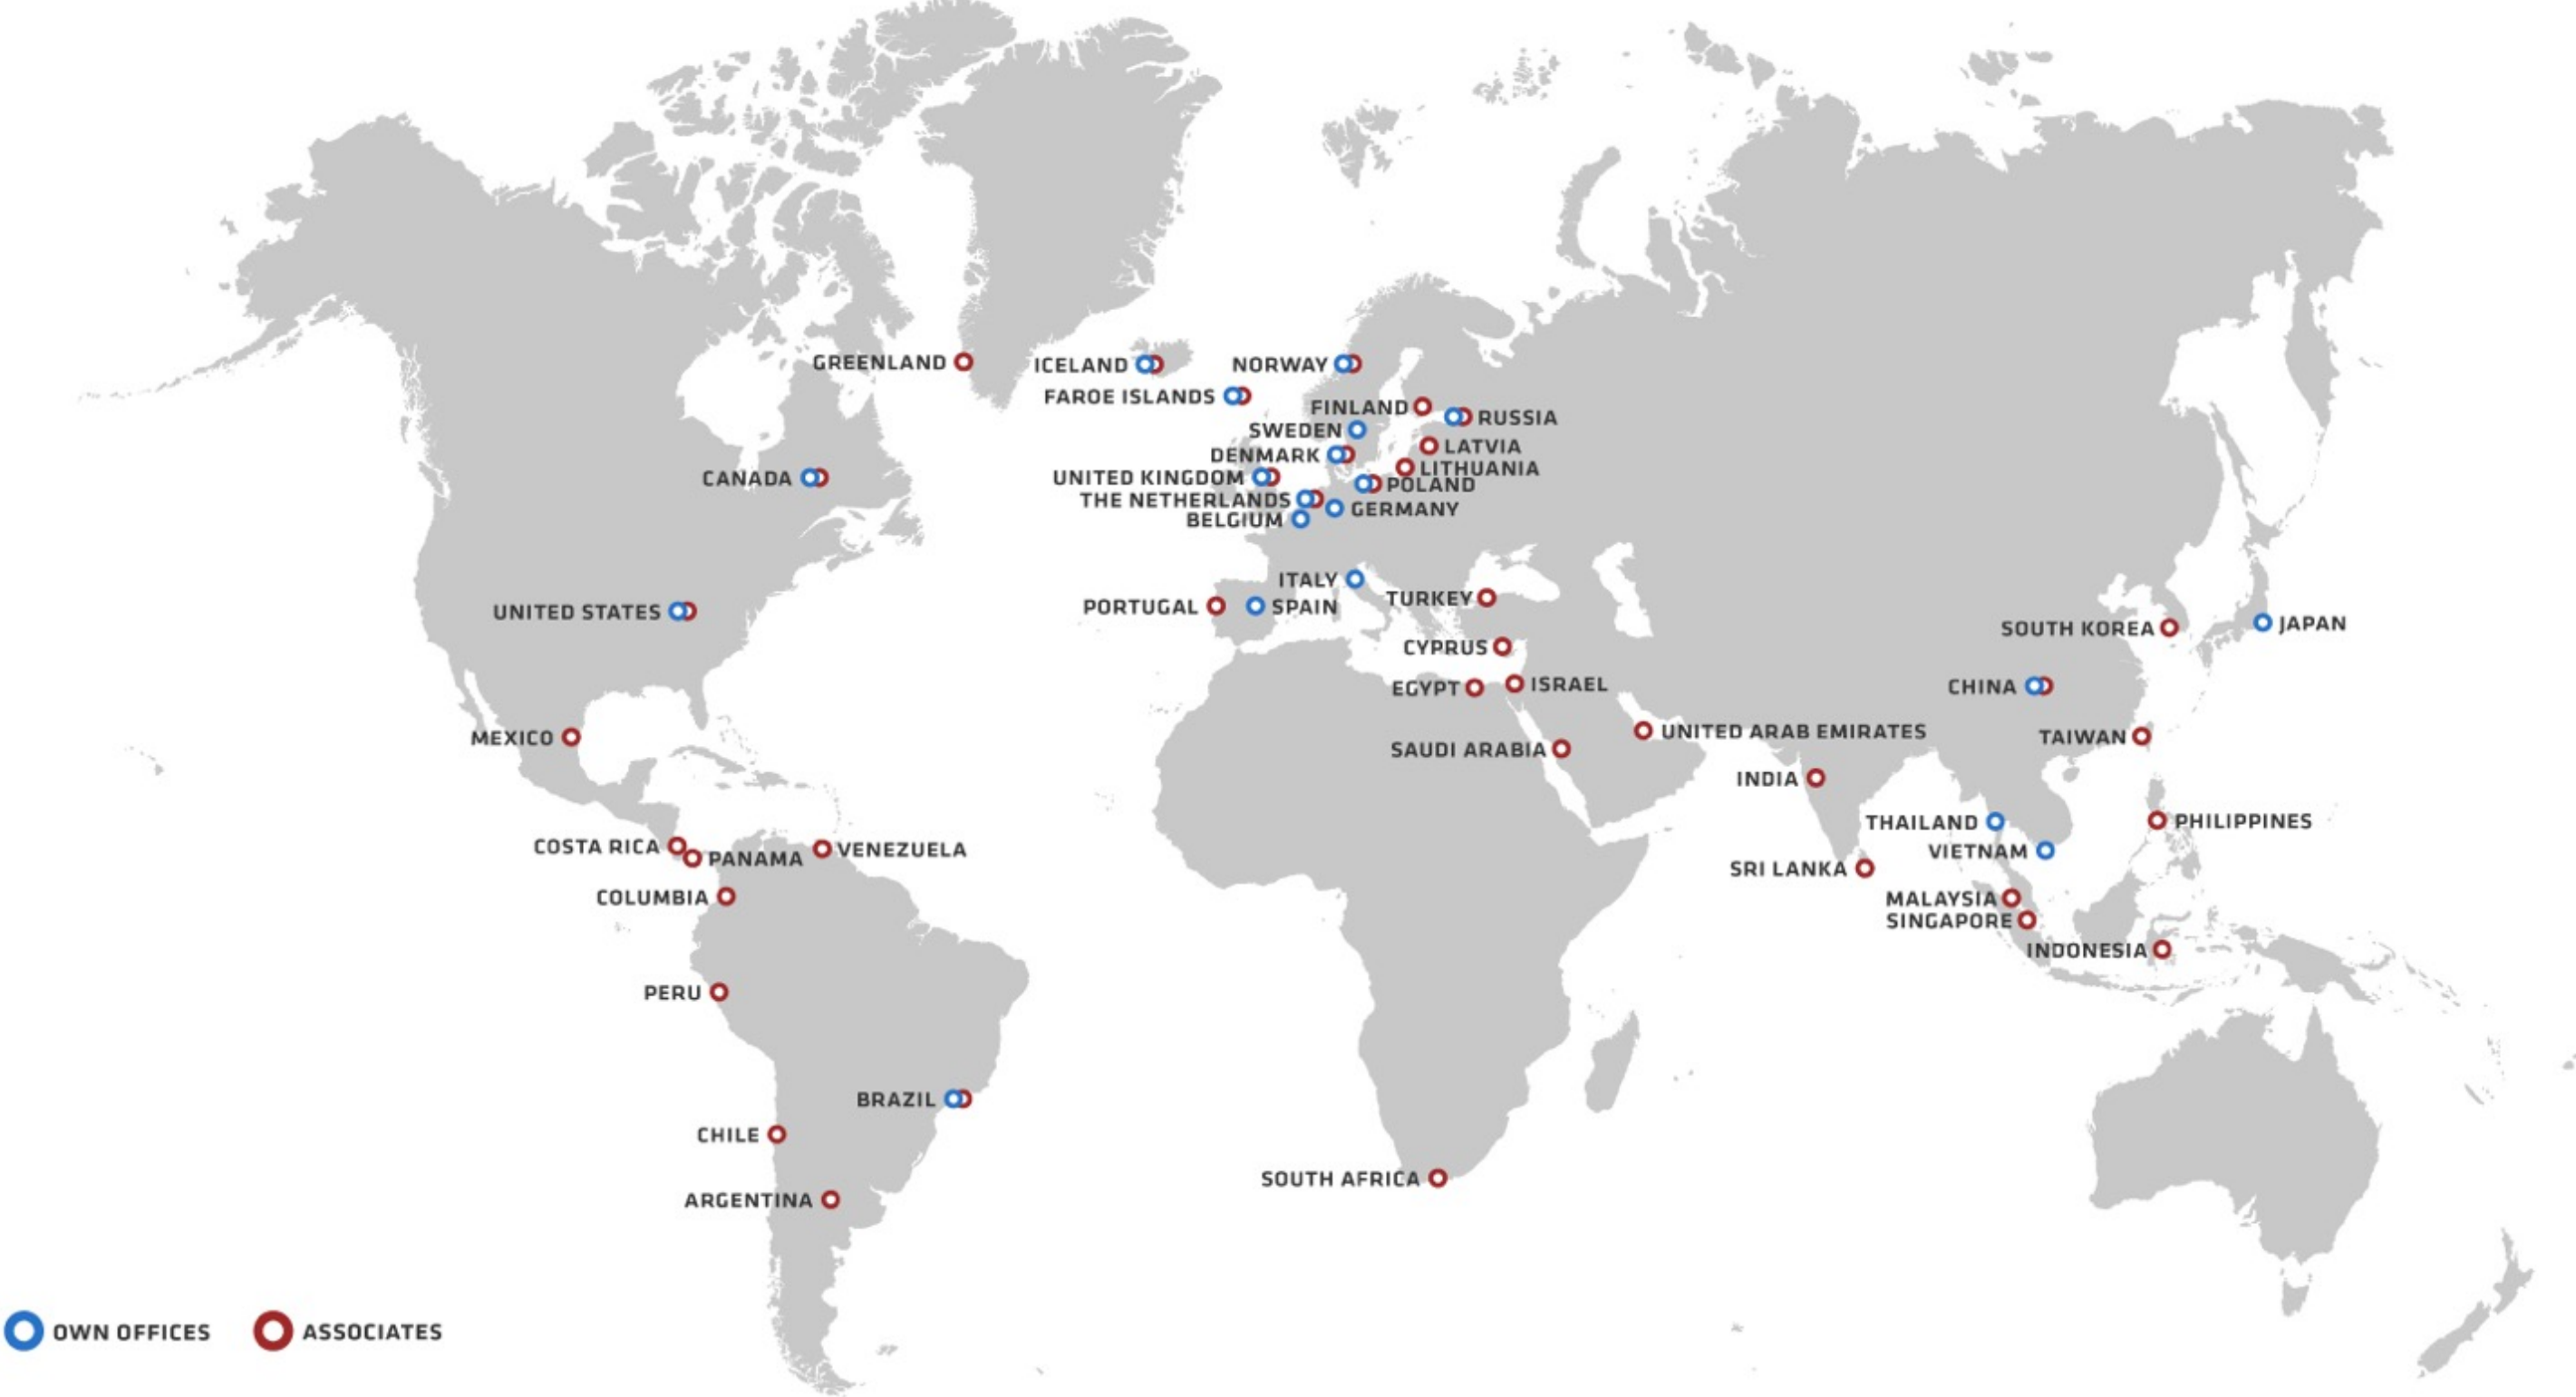 GREENLAND
ICELAND
NORWAY
FAROE ISLANDS
FINLAND
RUSSIA
SWEDEN
LATVIA
DENMARK
LITHUANIA
CANADA
UNITED KINGDOM
POLAND
THE NETHERLANDS
GERMANY
BELGIUM
ITALY
TURKEY
PORTUGAL
SPAIN
UNITED STATES
JAPAN
SOUTH KOREA
CYPRUS
ISRAEL
EGYPT
CHINA
UNITED ARAB EMIRATES
TAIWAN
MEXICO
SAUDI ARABIA
INDIA
PHILIPPINES
THAILAND
COSTA RICA
VENEZUELA
VIETNAM
PANAMA
SRI LANKA
COLUMBIA
MALAYSIA
SINGAPORE
INDONESIA
PERU
BRAZIL
CHILE
SOUTH AFRICA
ARGENTINA
OWN OFFICES
ASSOCIATES